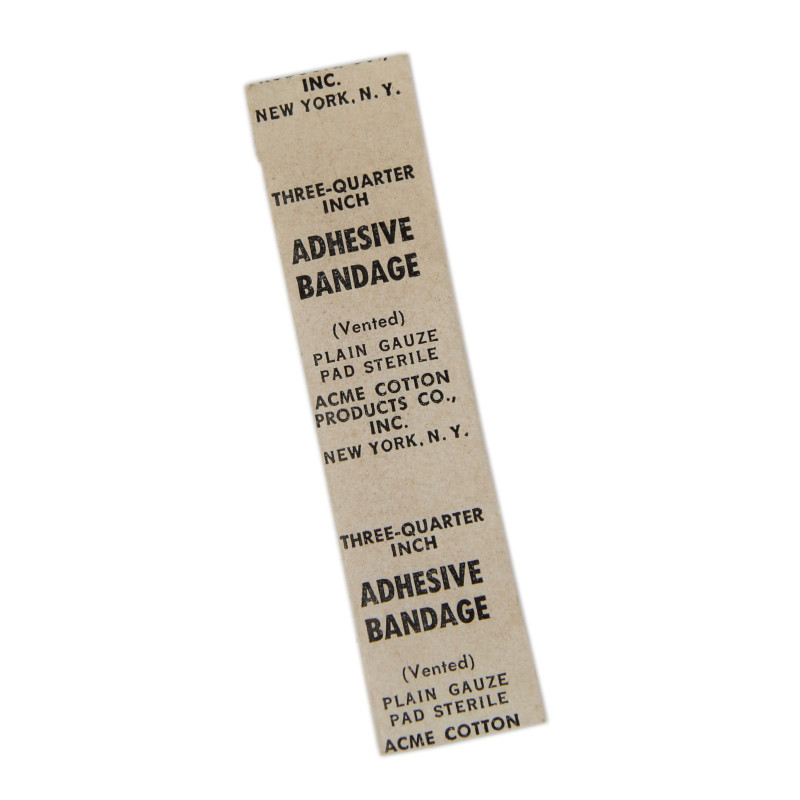 INC.
NEW YORK, N. Y.
THREE-QUARTER
INCH
ADHESIVE
BANDAGE
(Vented)
PLAIN GAUZE
PAD STERILE
ACME COTTON
PRODUCTS CO.,
INC.
NEW YORK, N. Y.
THREE-QUARTER
INCH
ADHESIVE
BANDAGE
(Vented)
PLAIN GAUZE
PAD STERILE
ACME COTTON